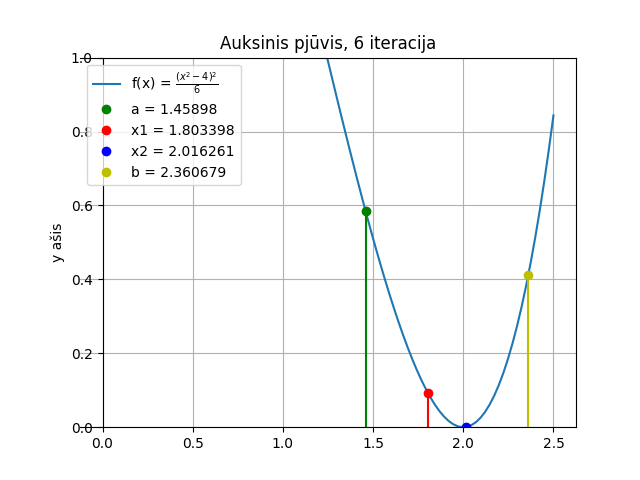 Auksinis pjūvis, 6 iteracija
1.0
f(x) = \frac{(x^2-4)^2}{6}
a = 1.45898
0.8
x1 = 1.803398
x2 = 2.016261
b = 2.360679
0.6
y ašis
0.4
0.2
0.0
0.0 0.5 1.0 1.5 2.0 2.5